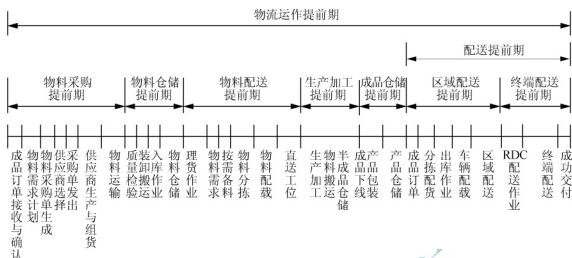 物流运作提前期
配送提前期
物料采购
提前期
物料仓储
提前期
物料配送
提前期
生产加工
提前期
成品仓储
提前期
区域配送
提前期
终端配送
提前期
成品订单接收与确认
物料需求计划
物料采购单生成
供应商选择
采购单发出
供应商生产与组货
物料运输
质量检验
装卸搬运
入库作业
物料仓储
理货作业
物料需求
按需备料
物料分拣
物料配载
直送工位
生产加工
物料搬运
半成品仓储
成品下线
产品包装
产品仓储
成品订单
分拣配货
出库作业
车辆配载
区域配送
RDC配送作业
终端配送
成功交付